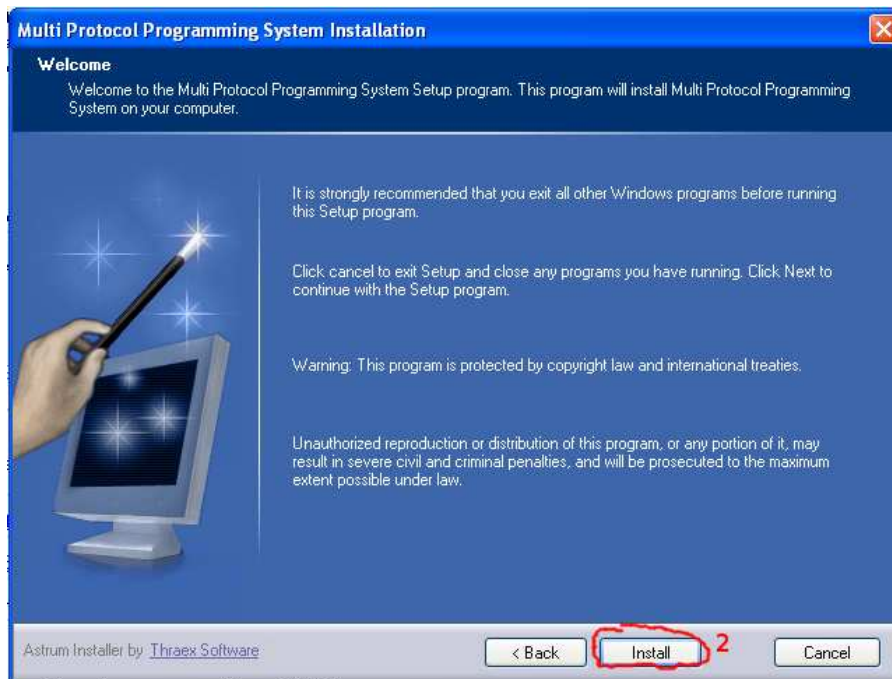 Multi Protocol Programming System Installation
Welcome
Welcome to the Multi Protocol Programming System Setup program. This program will install Multi Protocol Programming
System on your computer.
It is strongly recommended that you exit all other Windows programs before running
this Setup program.
Click cancel to exit Setup and close any programs you have running. Click Next to
continue with the Setup program.
Warning: This program is protected by copyright law and international treaties.
Unauthorized reproduction or distribution of this program, or any portion of it, may
result in severe civil and criminal penalties, and will be prosecuted to the maximum
extent possible under law.
Astrum Installer by Thraex Software
< Back
Install
2
Cancel